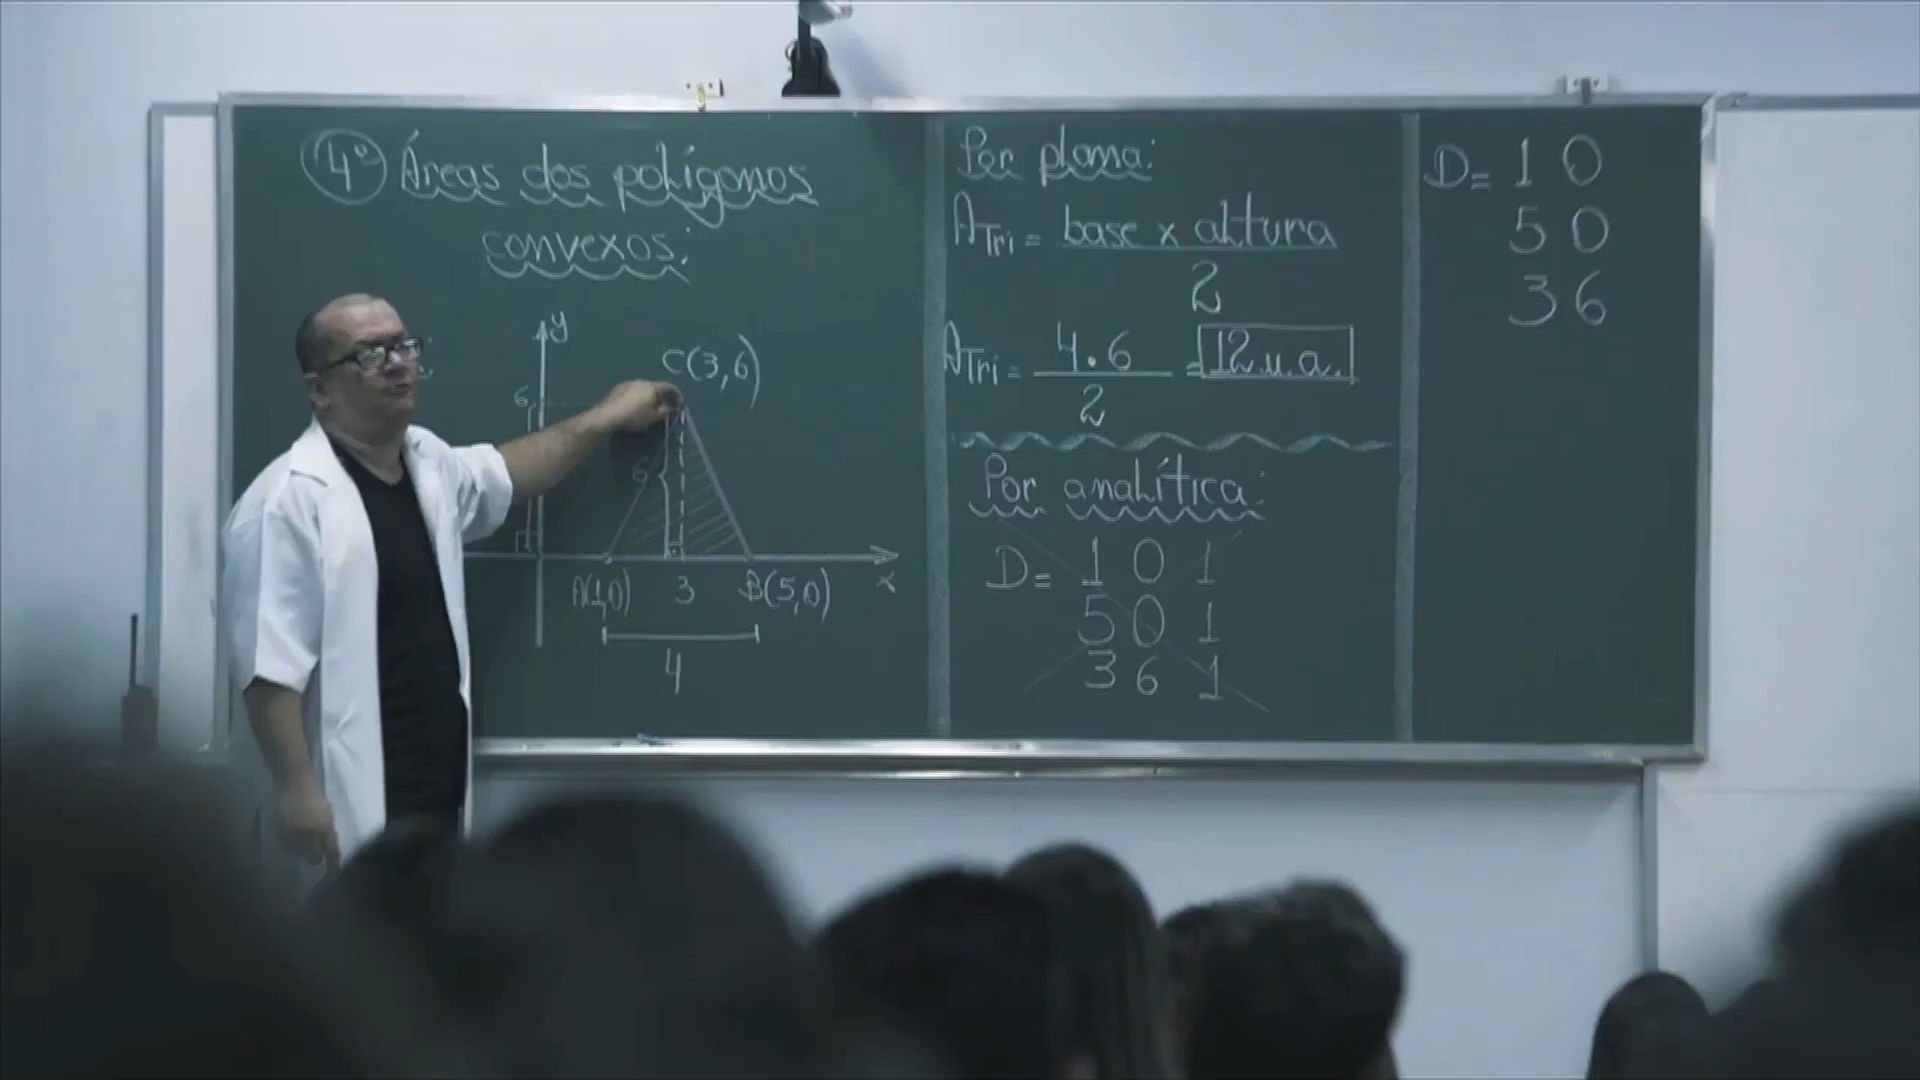 4º Áreas dos polígonos
convexos:
y
C(3,6)
6
6
A(1,0) 3 B(5,0) x
4
Por plana:
ATri = base x altura
2
ATri = 4.6 = 12 u.a.
2
Por analítica:
D= 1 0 1
5 0 1
3 6 1
D= 1 0
5 0
3 6